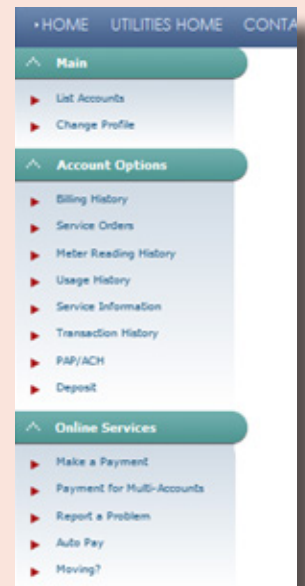 HOME UTILITIES HOME CONTA
Main
List Accounts
Change Profile
Account Options
Billing History
Service Orders
Meter Reading History
Usage History
Service Information
Transaction History
PAP/ACH
Deposit
Online Services
Make a Payment
Payment for Multi-Accounts
Report a Problem
Auto Pay
Moving?